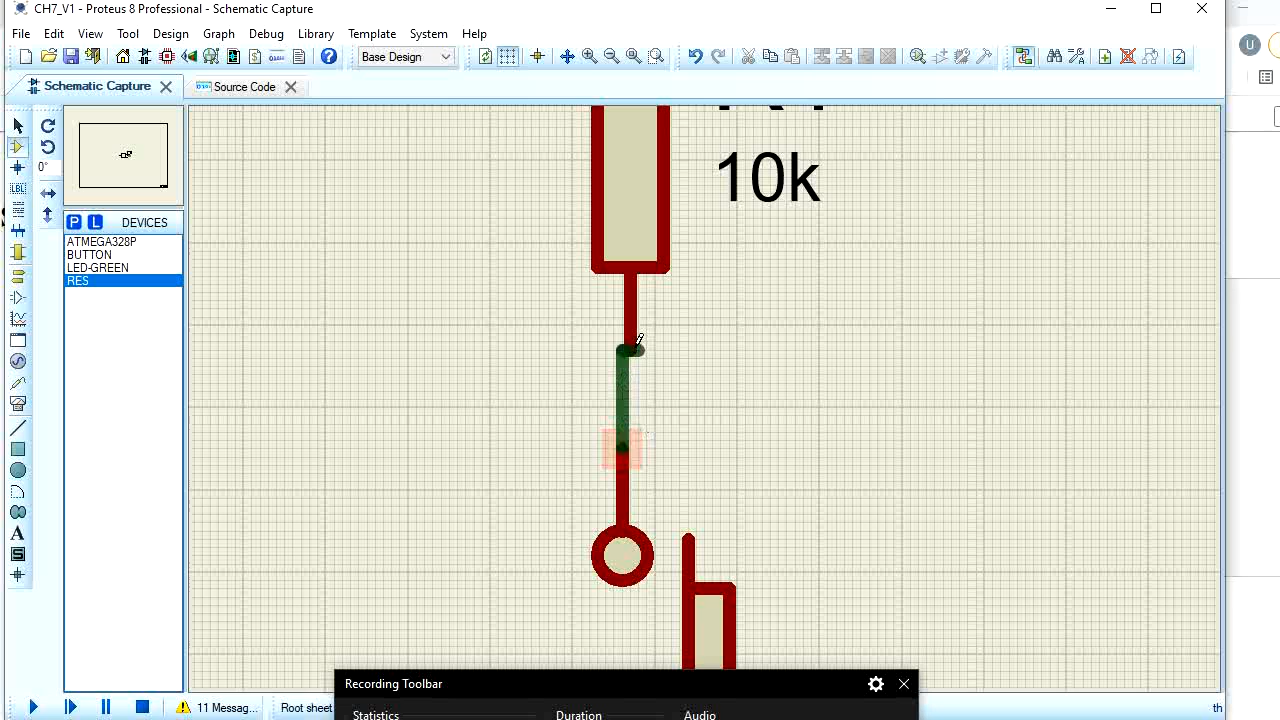 CH7_V1 - Proteus 8 Professional - Schematic Capture
File Edit View Tool Design Graph Debug Library Template System Help
Base Design
Schematic Capture
Source Code
U
0°
LBL
P L DEVICES
ATMEGA328P
BUTTON
LED-GREEN
RES
10k
A
S
Recording Toolbar
11 Messag...
Root sheet
th
Statistics Duration Audio